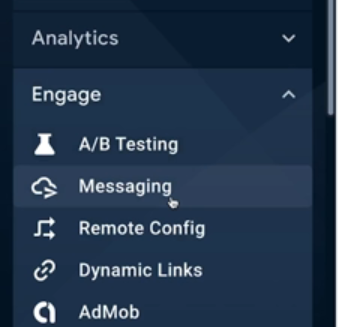 Analytics
Engage
A/B Testing
Messaging
Remote Config
Dynamic Links
AdMob